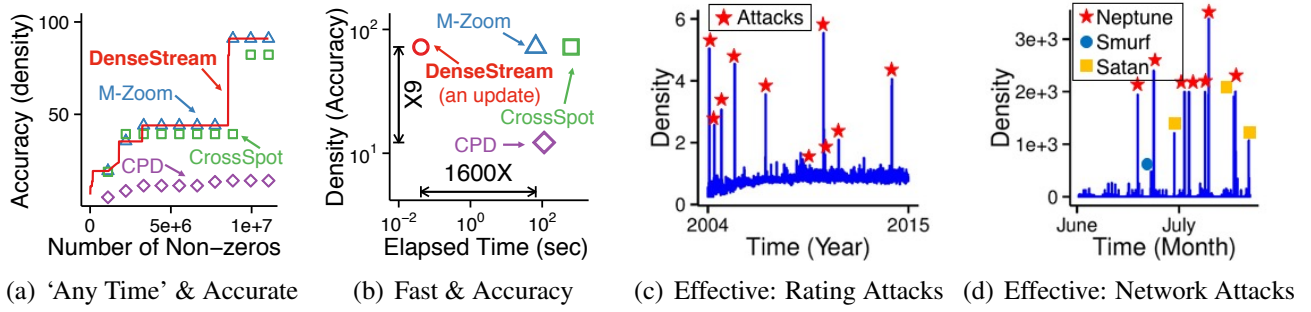 Accuracy (density)
100
50
0
5e+6
1e+7
Number of Non−zeros
DenseStream
M-Zoom
CPD
CrossSpot
(a) ‘Any Time’ & Accurate
Density (Accuracy)
10²
10¹
10⁻²
10⁰
10²
Elapsed Time (sec)
M-Zoom
DenseStream
(an update)
CrossSpot
CPD
X9
1600X
(b) Fast & Accuracy
Density
6
4
2
0
2004
2015
Time (Year)
Attacks
(c) Effective: Rating Attacks
Density
3e+3
2e+3
1e+3
0
June
July
Time (Month)
Neptune
Smurf
Satan
(d) Effective: Network Attacks